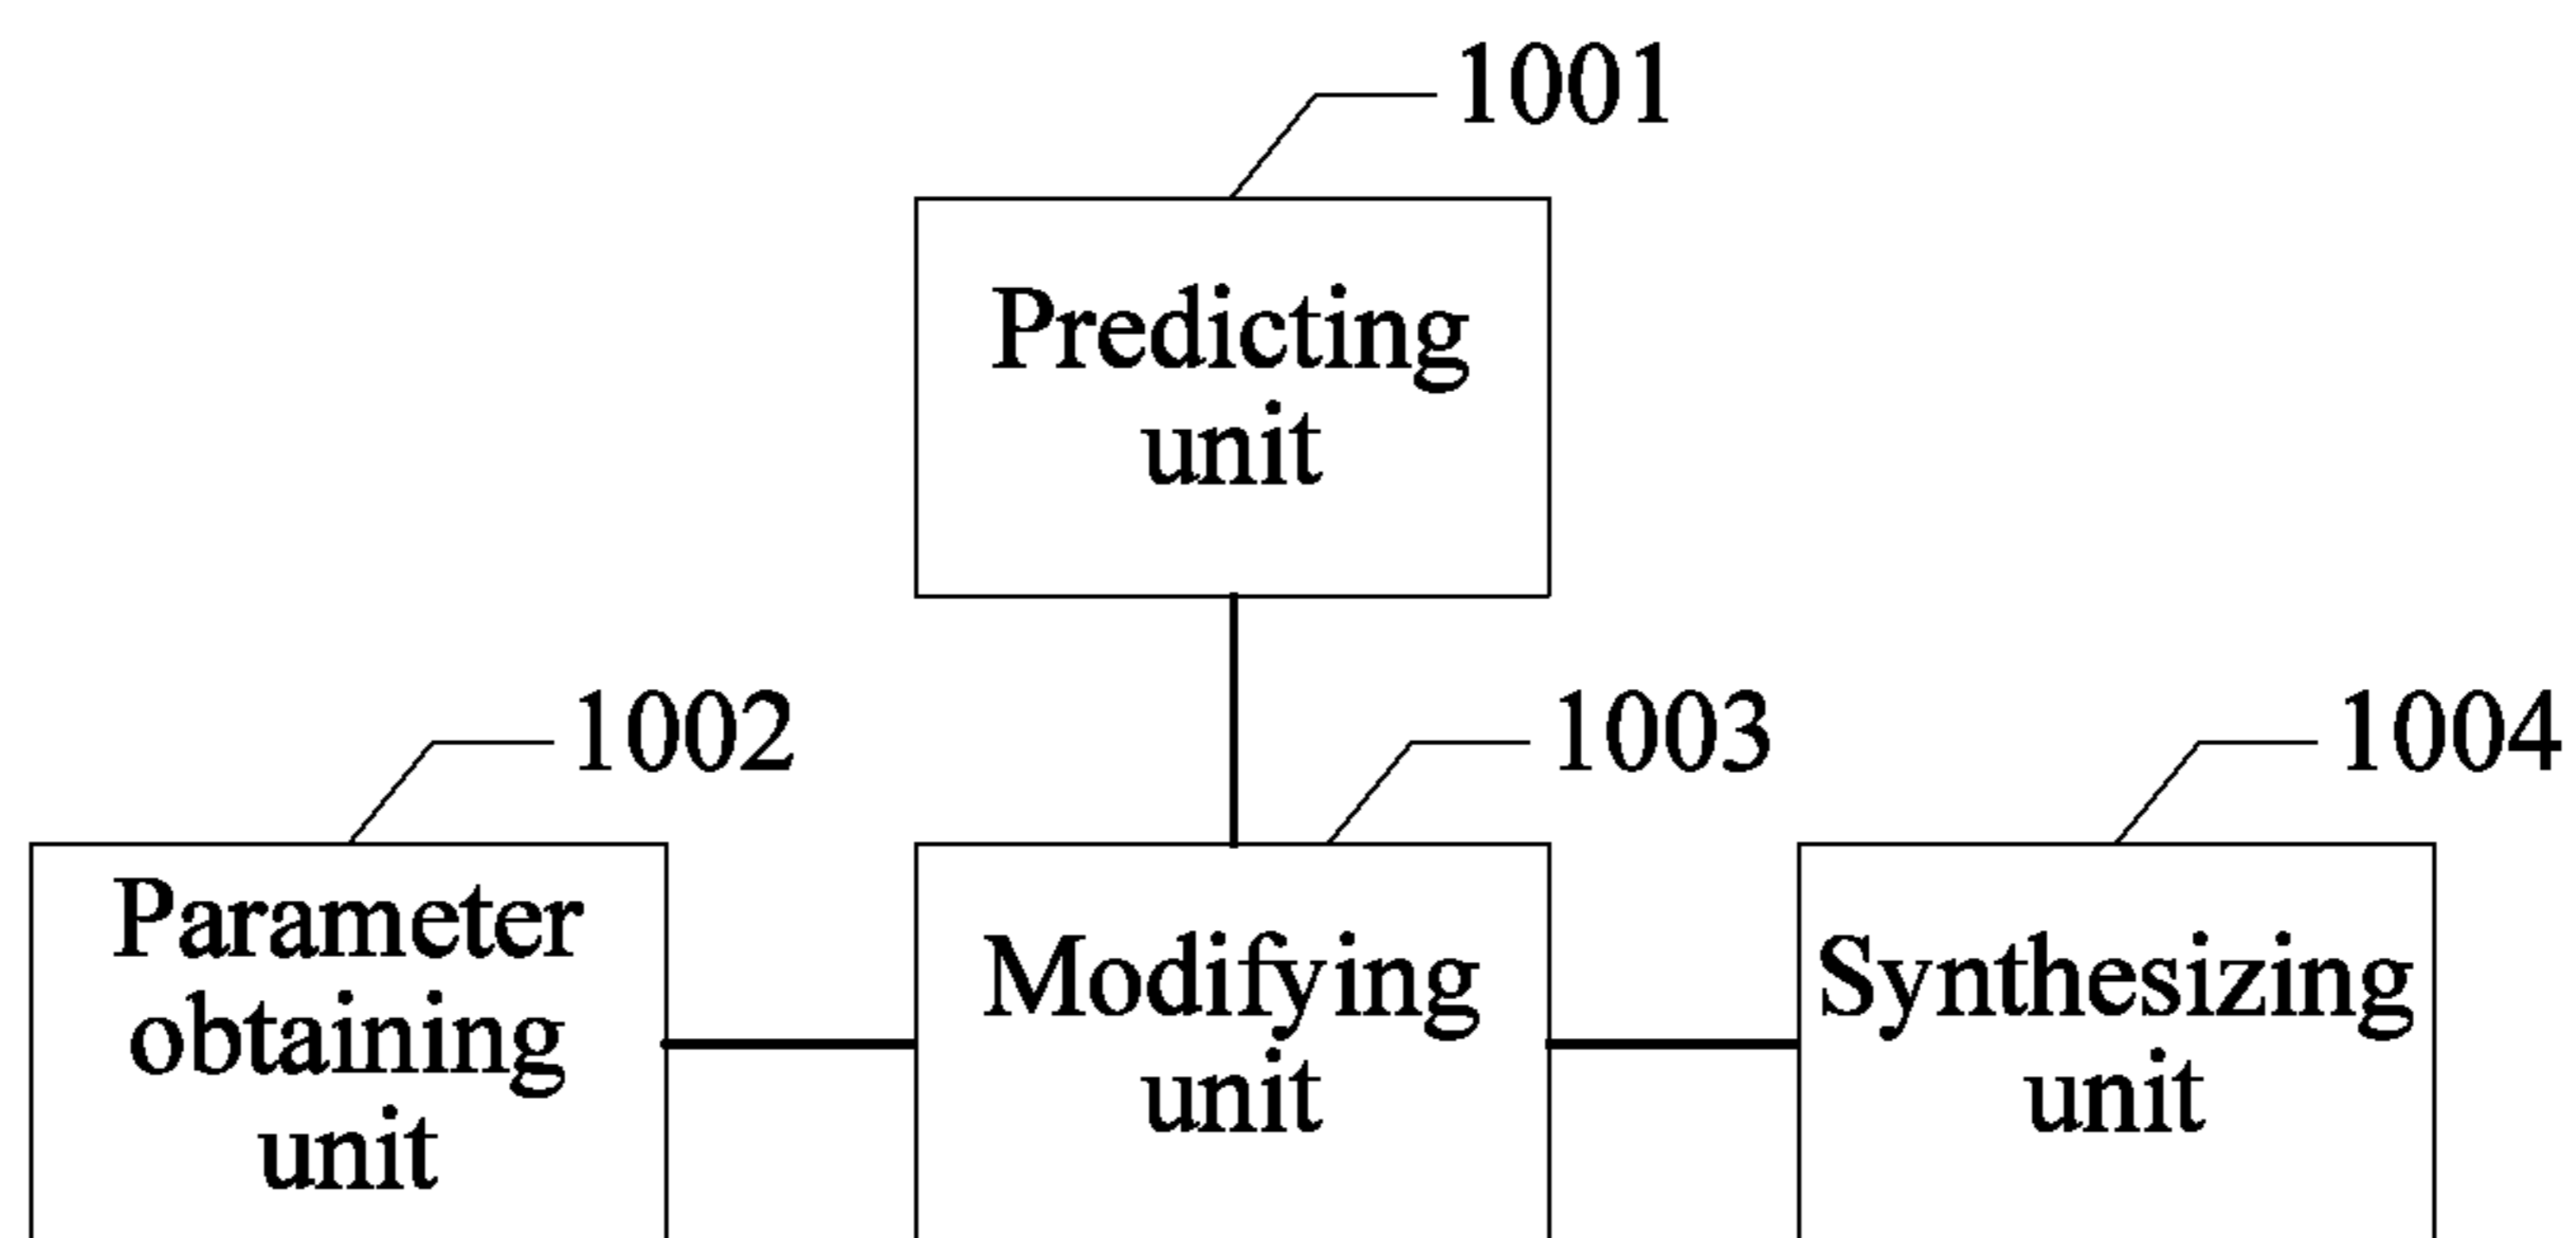 1001
Predicting
unit
1002
1003
1004
Parameter
obtaining
unit
Modifying
unit
Synthesizing
unit